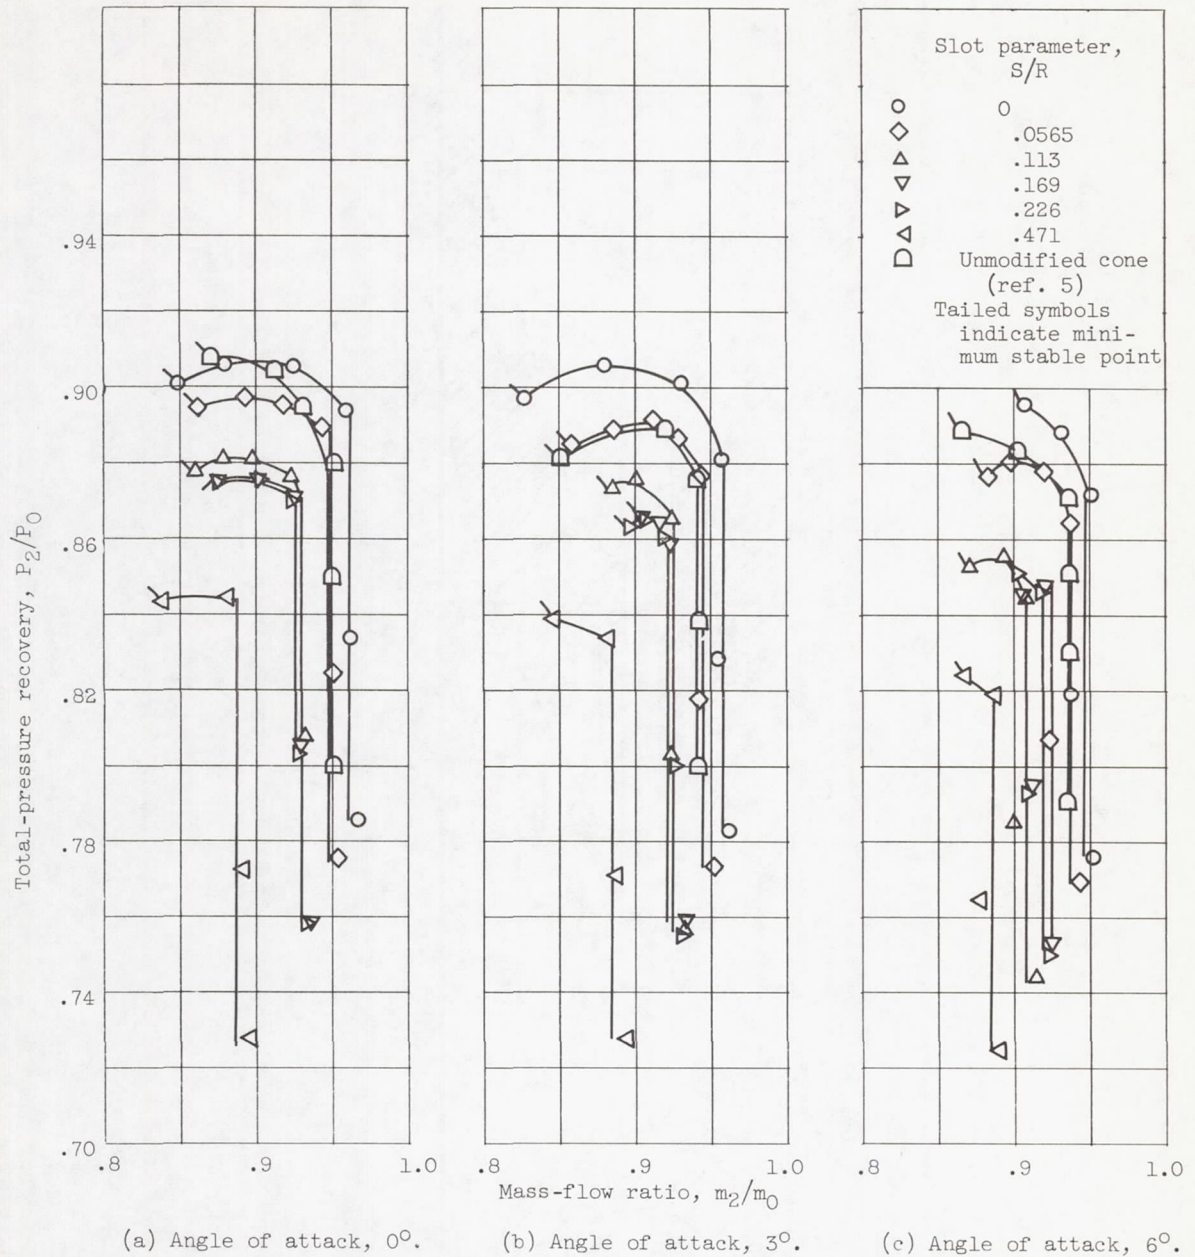 Slot parameter,
S/R
0
.0565
.113
.169
.226
.471
Unmodified cone
(ref. 5)
Tailed symbols
indicate mini-
mum stable point
Total-pressure recovery, P2/P0
.94
.90
.86
.82
.78
.74
.70
.8 .9 1.0
.8 .9 1.0
.8 .9 1.0
Mass-flow ratio, m2/m0
(a) Angle of attack, 0°.
(b) Angle of attack, 3°.
(c) Angle of attack, 6°.